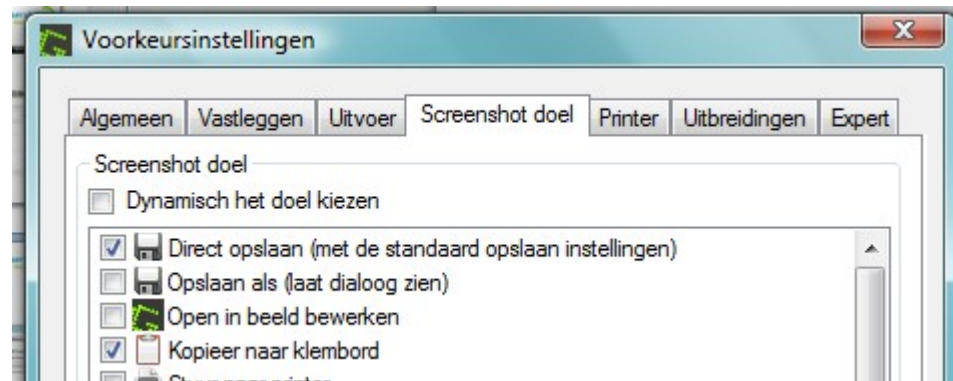 Voorkeursinstellingen
Algemeen Vastleggen Uitvoer Screenshot doel Printer Uitbreidingen Expert
Screenshot doel
Dynamisch het doel kiezen
Direct opslaan (met de standaard opslaan instellingen)
Opslaan als (laat dialoog zien)
Open in beeld bewerken
Kopieer naar klembord